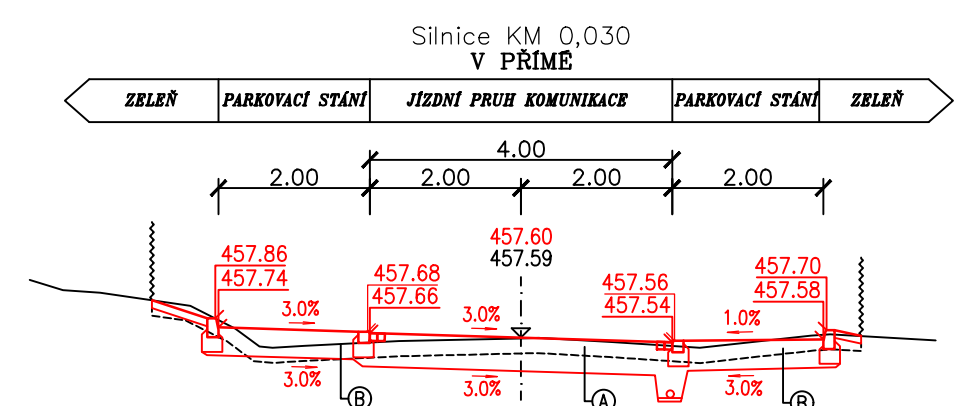 Silnice KM 0,030
V PŘÍMÉ
ZELEŇ PARKOVACÍ STÁNÍ JÍZDNÍ PRUH KOMUNIKACE PARKOVACÍ STÁNÍ ZELEŇ
4.00
2.00 2.00 2.00 2.00
457.60
457.59
457.86
457.74
457.68
457.66
457.56
457.54
457.70
457.58
3.0% 3.0% 1.0%
3.0% 3.0% 3.0%
B A B